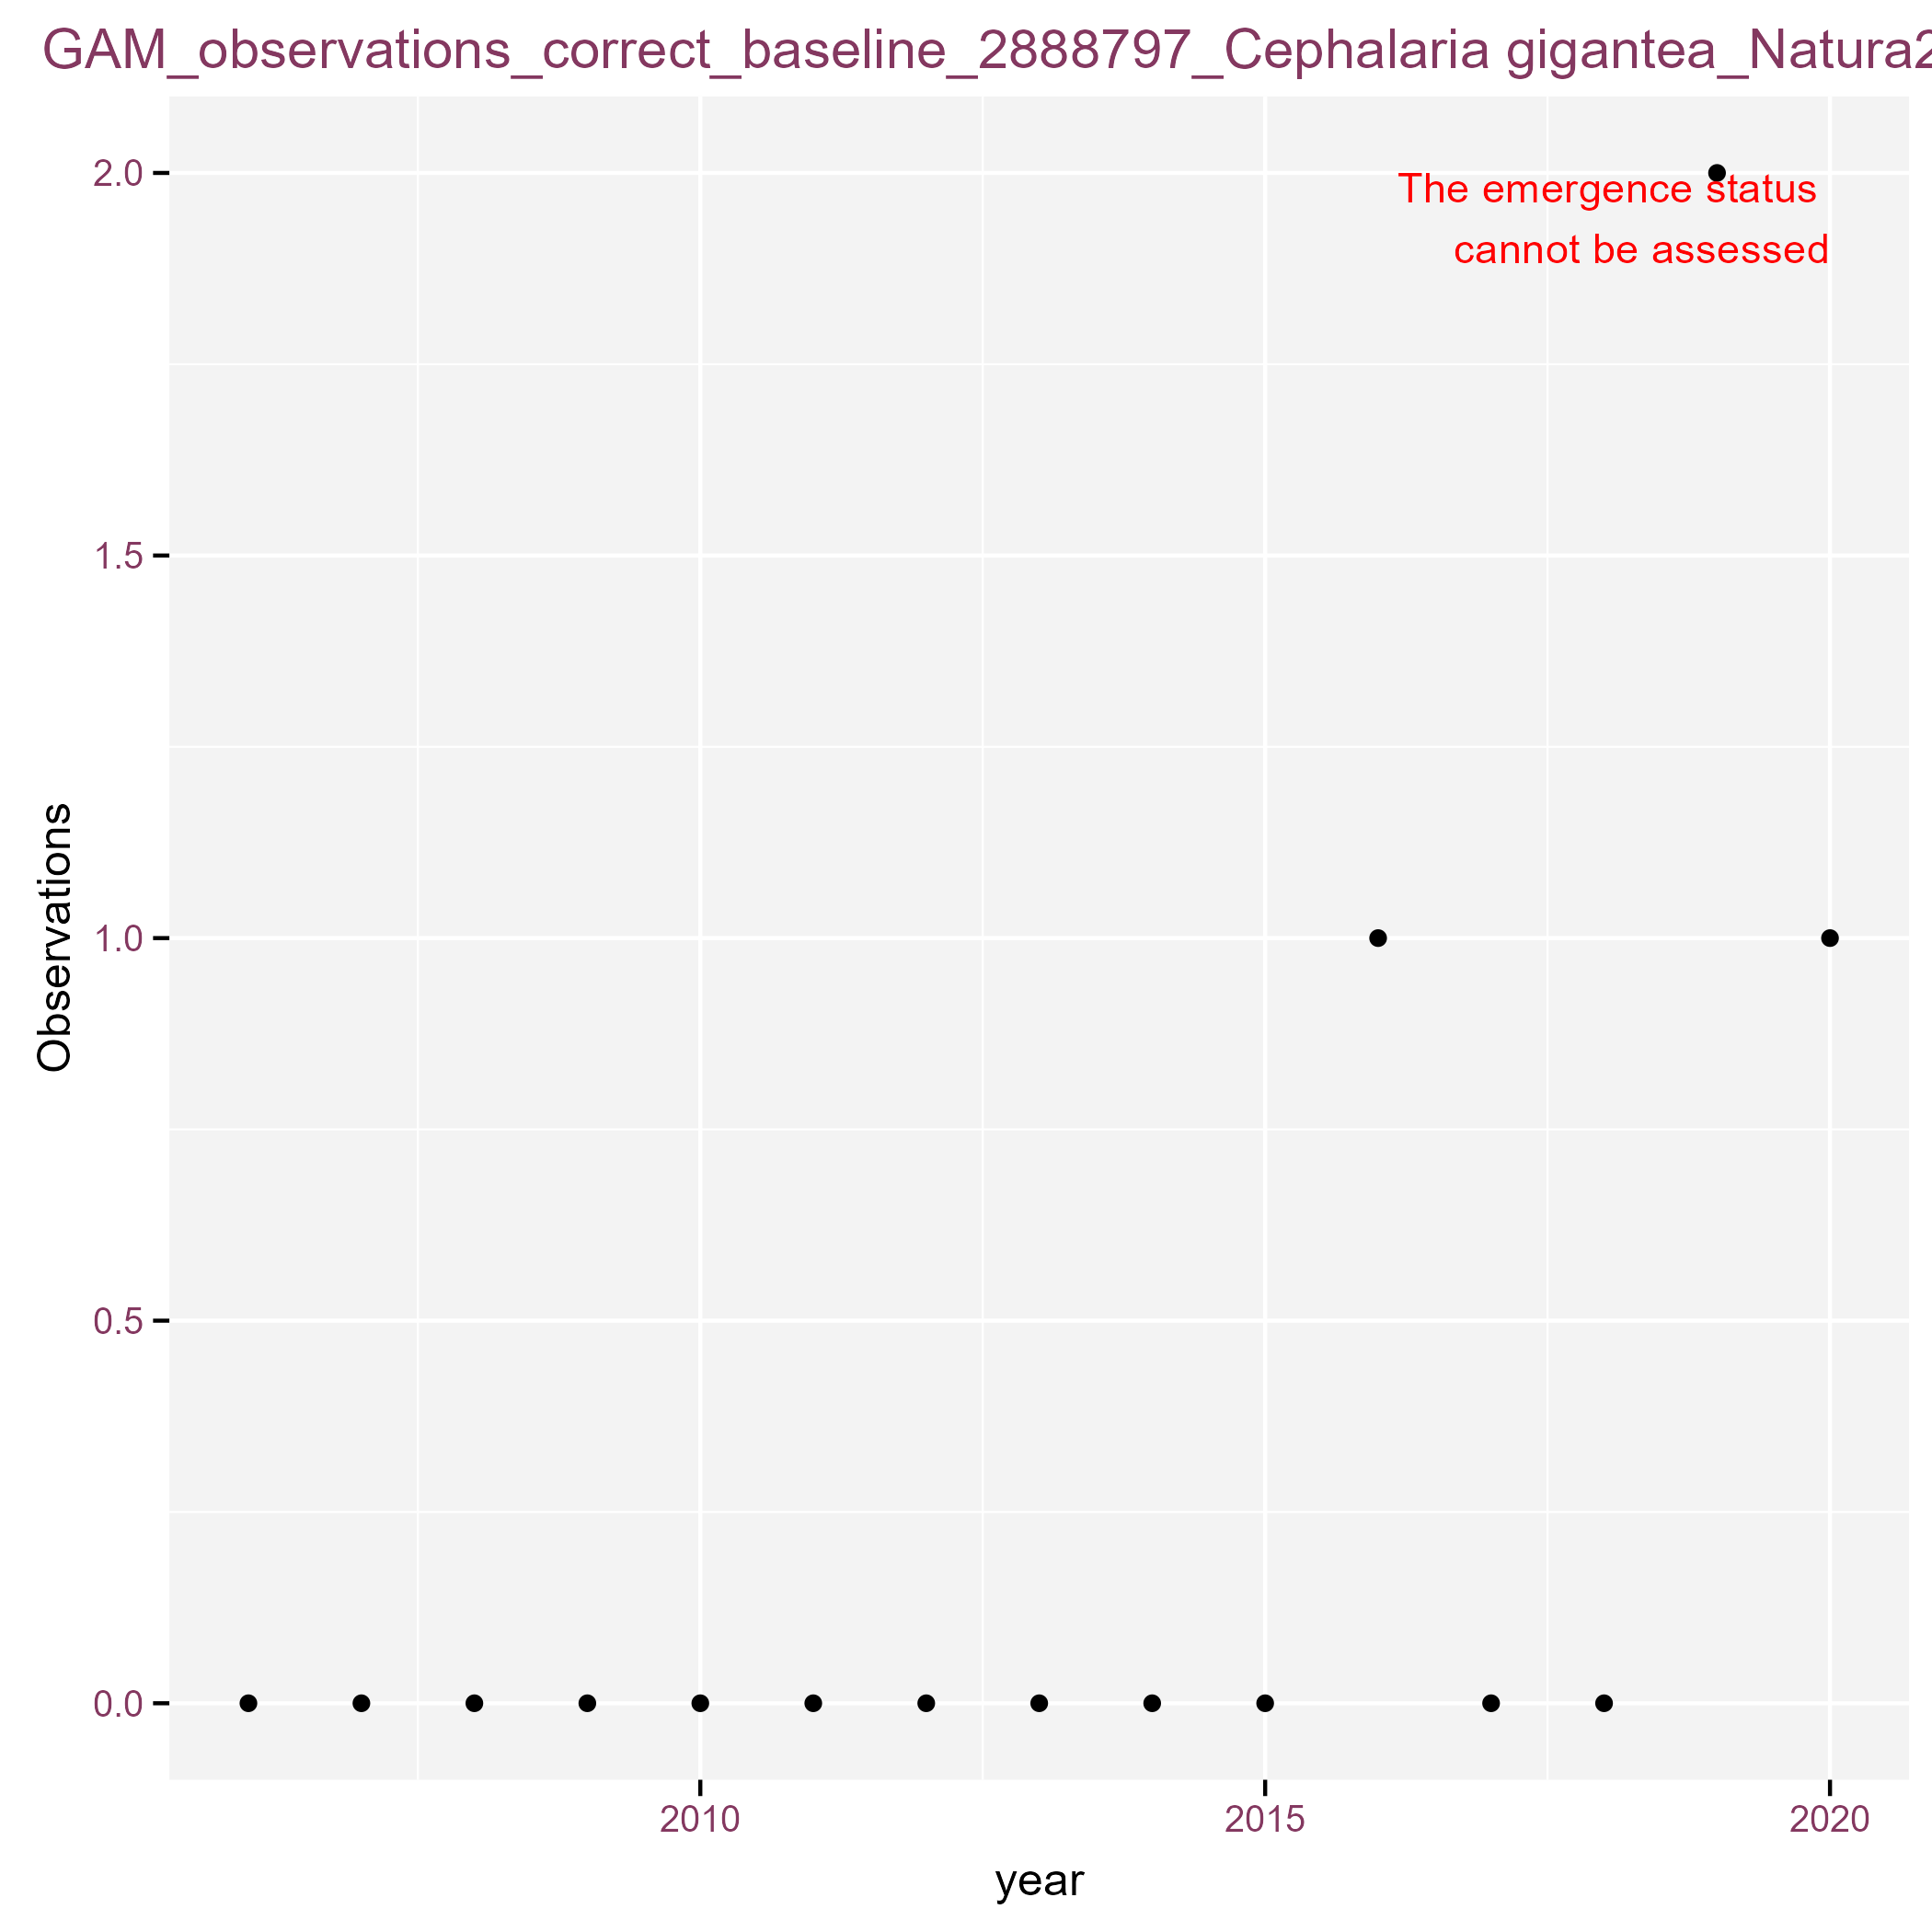 GAM_observations_correct_baseline_2888797_Cephalaria gigantea_Natura2
2.0
The emergence status
cannot be assessed
1.5
Observations
1.0
0.5
0.0
2010
2015
2020
year